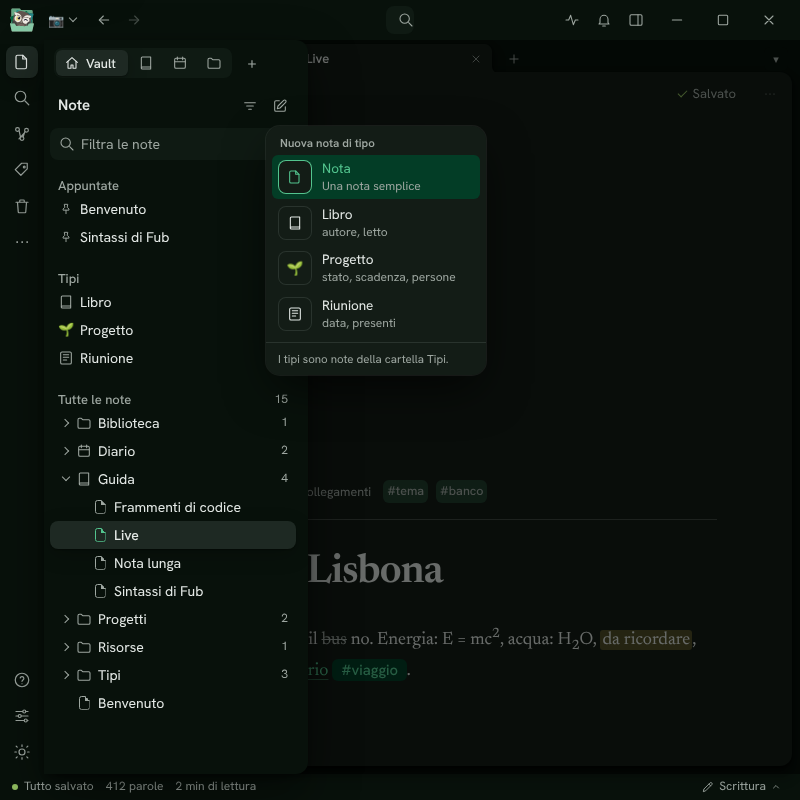 Vault
Live
Note
Salvato
Filtra le note
Nuova nota di tipo
Nota
Una nota semplice
Libro
autore, letto
Progetto
stato, scadenza, persone
Riunione
data, presenti
I tipi sono note della cartella Tipi.
Appuntate
Benvenuto
Sintassi di Fub
Tipi
Libro
Progetto
Riunione
Tutte le note 15
Biblioteca 1
Diario 2
Guida 4
Frammenti di codice
Live
Nota lunga
Sintassi di Fub
Progetti 2
Risorse 1
Tipi 3
Benvenuto
ollegamenti #tema #banco
Lisbona
il bus no. Energia: E = mc², acqua: H₂O, da ricordare,
rio #viaggio .
Tutto salvato 412 parole 2 min di lettura
Scrittura